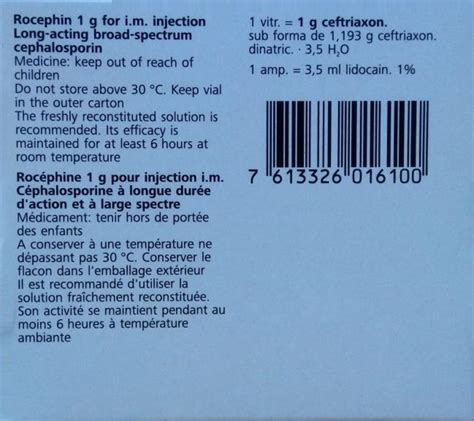 Rocephin 1 g for i.m. injection
Long-acting broad-spectrum
cephalosporin
Medicine: keep out of reach of
children
Do not store above 30 °C. Keep vial
in the outer carton
The freshly reconstituted solution is
recommended. Its efficacy is
maintained for at least 6 hours at
room temperature
Rocéphine 1 g pour injection i.m.
Céphalosporine à longue durée
d'action et à large spectre
Médicament: tenir hors de portée
des enfants
A conserver à une température ne
dépassant pas 30 °C. Conserver le
flacon dans l'emballage extérieur
Il est recommandé d'utiliser la
solution fraîchement reconstituée.
Son activité se maintient pendant au
moins 6 heures à température
ambiante
1 vitr. = 1 g ceftriaxon.
sub forma de 1,193 g ceftriaxon.
dinatric. · 3,5 H₂O
1 amp. = 3,5 ml lidocain. 1%
7 613326 016100